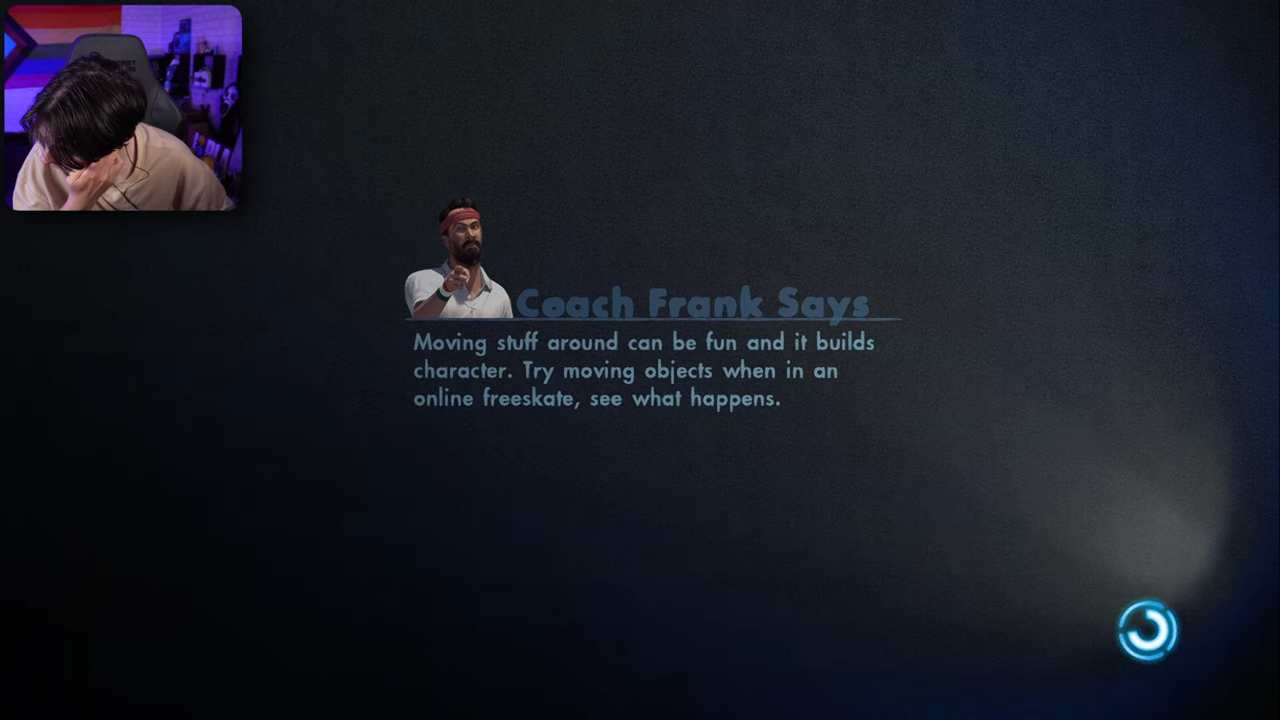 Coach Frank Says
Moving stuff around can be fun and it builds
character. Try moving objects when in an
online freeskate, see what happens.